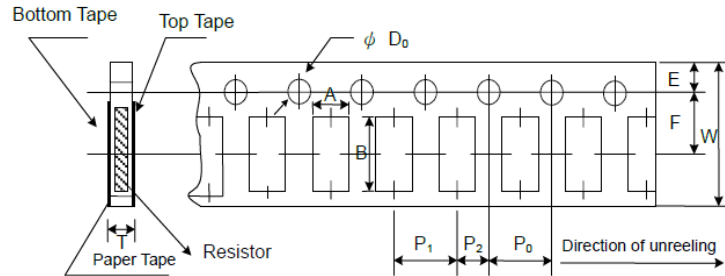 Bottom Tape
Top Tape
ϕ D₀
E
A
F
W
B
T
Paper Tape
Resistor
P₁
P₂
P₀
Direction of unreeling